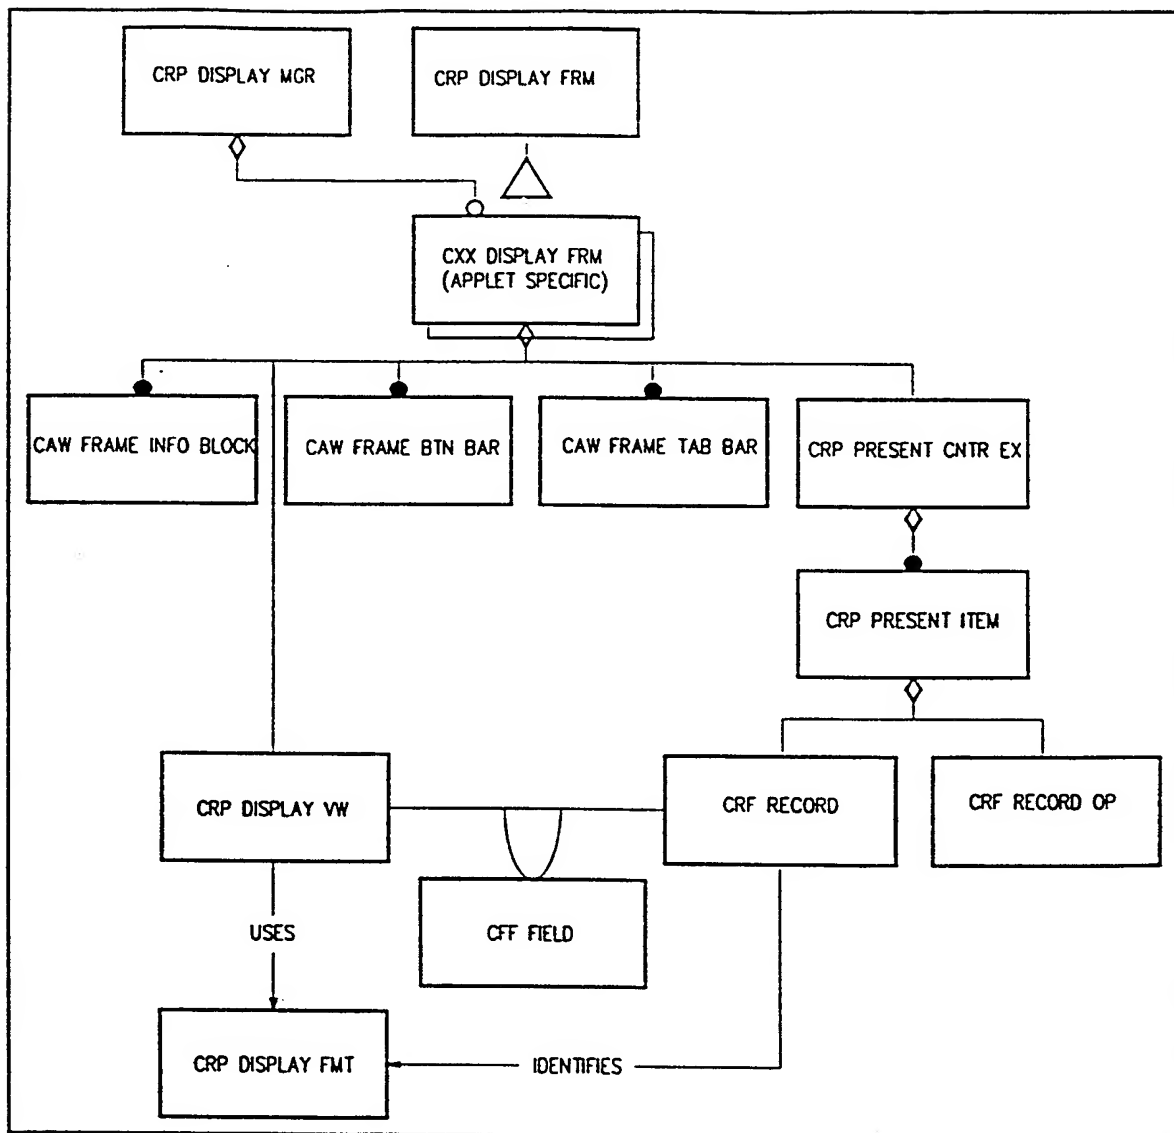 CRP DISPLAY MGR
CRP DISPLAY FRM
CXX DISPLAY FRM
(APPLET SPECIFIC)
CAW FRAME INFO BLOCK
CAW FRAME BTN BAR
CAW FRAME TAB BAR
CRP PRESENT CNTR EX
CRP PRESENT ITEM
CRP DISPLAY VW
CRF RECORD
CRF RECORD OP
USES
CFF FIELD
CRP DISPLAY FMT
IDENTIFIES